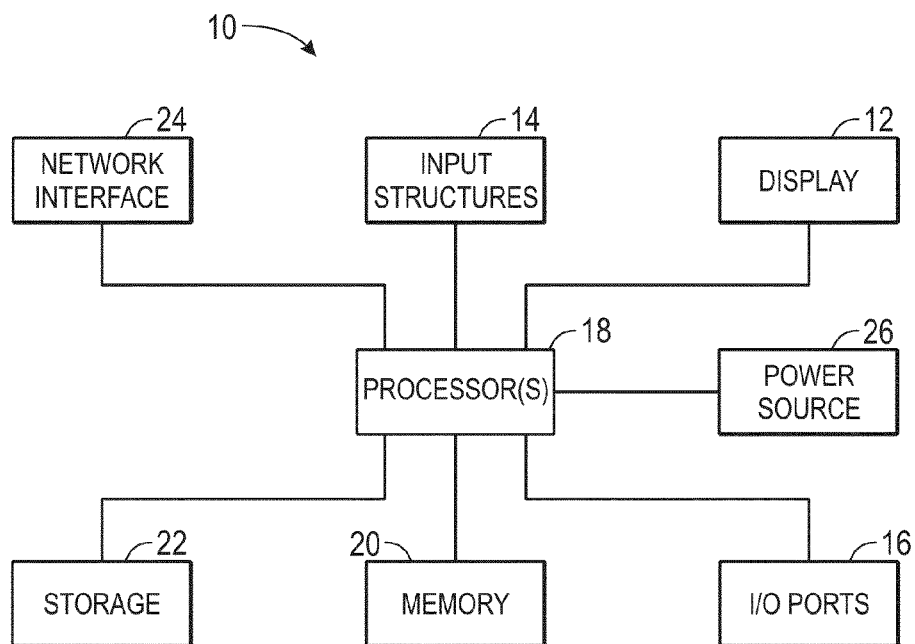 10
24
14
12
NETWORK
INTERFACE
INPUT
STRUCTURES
DISPLAY
18
26
PROCESSOR(S)
POWER
SOURCE
22
20
16
STORAGE
MEMORY
I/O PORTS